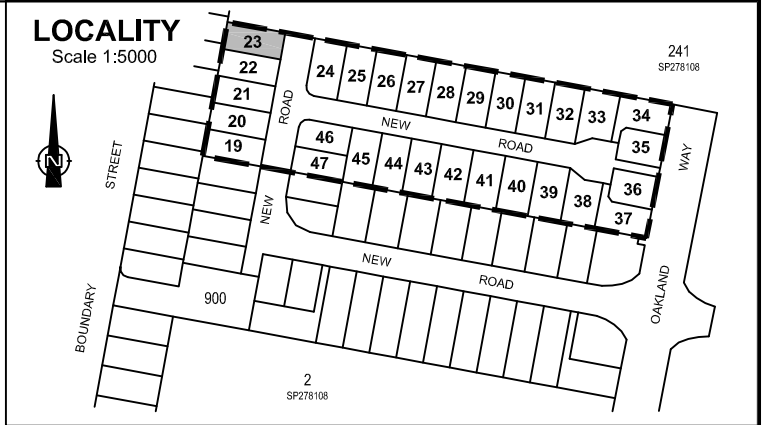 LOCALITY
Scale 1:5000
241
SP278108
23
22
21
20
19
24
25
26
27
28
29
30
31
32
33
34
35
36
37
38
39
40
41
42
43
44
45
46
47
NEW
ROAD
NEW
ROAD
NEW
ROAD
STREET
BOUNDARY
WAY
OAKLAND
N
900
2
SP278108